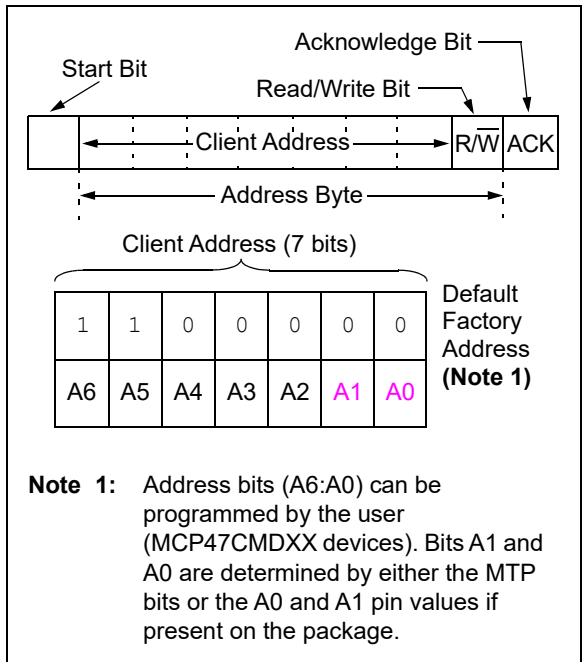 Acknowledge Bit
Start Bit
Read/Write Bit
Client Address
R/W̅
ACK
Address Byte
Client Address (7 bits)
1 1 0 0 0 0 0
Default
Factory
Address
(Note 1)
A6 A5 A4 A3 A2 A1 A0
Note 1: Address bits (A6:A0) can be
programmed by the user
(MCP47CMDXX devices). Bits A1 and
A0 are determined by either the MTP
bits or the A0 and A1 pin values if
present on the package.